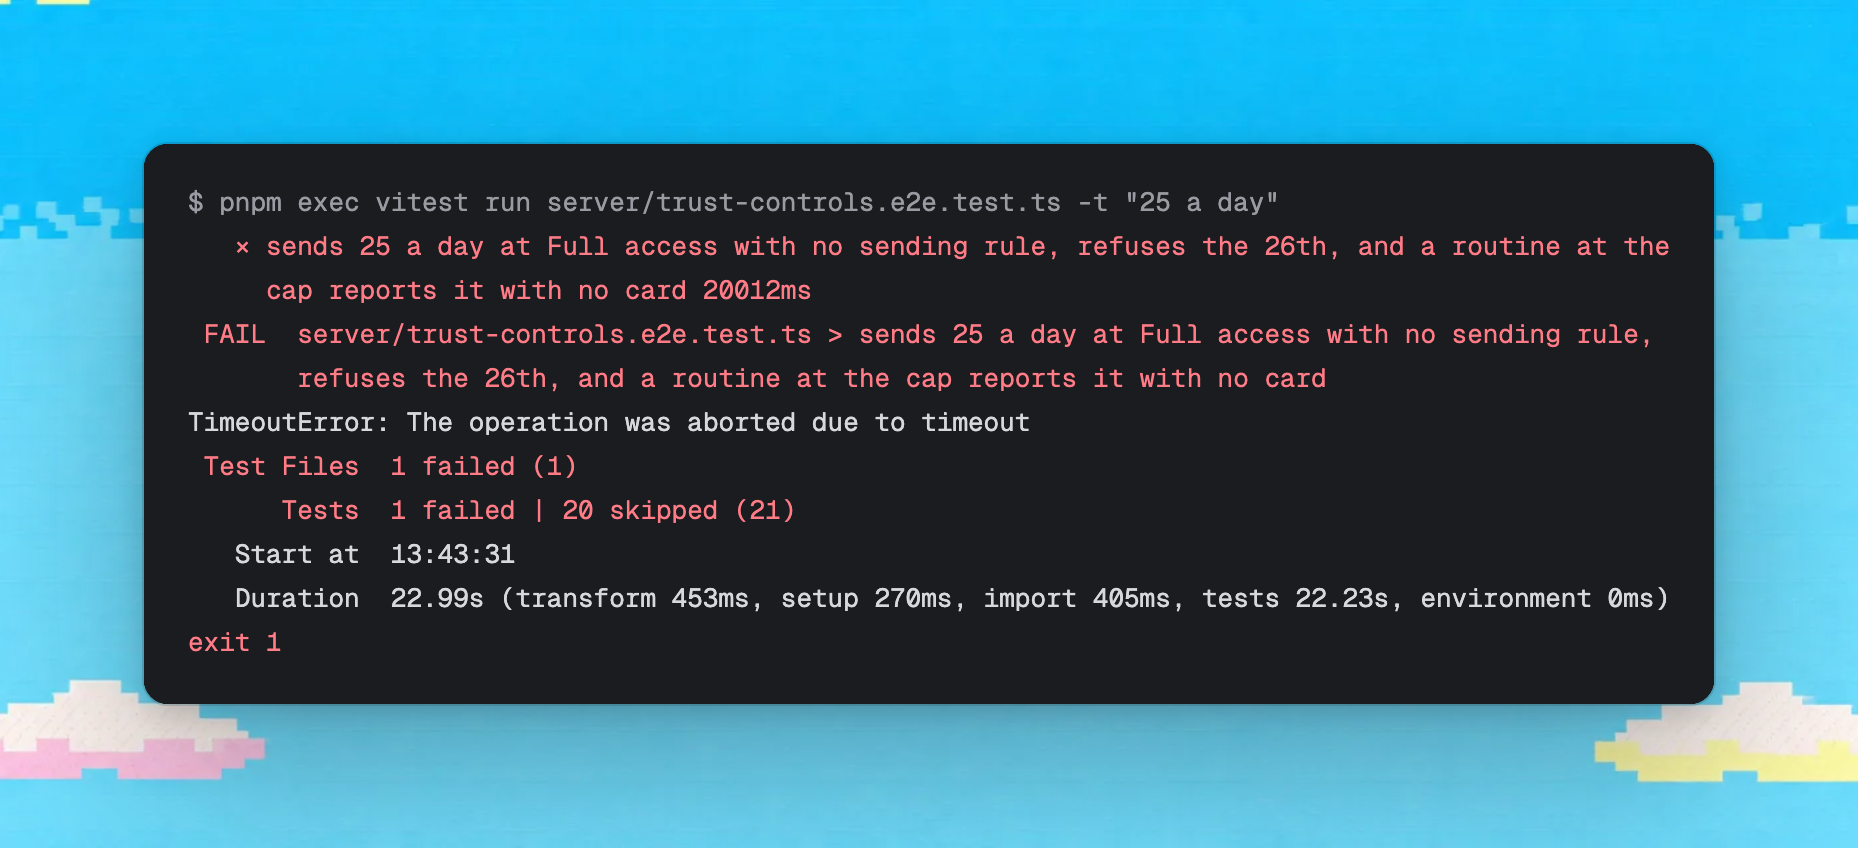 $ pnpm exec vitest run server/trust-controls.e2e.test.ts -t "25 a day"
× sends 25 a day at Full access with no sending rule, refuses the 26th, and a routine at the
cap reports it with no card 20012ms
FAIL  server/trust-controls.e2e.test.ts > sends 25 a day at Full access with no sending rule,
refuses the 26th, and a routine at the cap reports it with no card
TimeoutError: The operation was aborted due to timeout
Test Files  1 failed (1)
Tests  1 failed | 20 skipped (21)
Start at  13:43:31
Duration  22.99s (transform 453ms, setup 270ms, import 405ms, tests 22.23s, environment 0ms)
exit 1